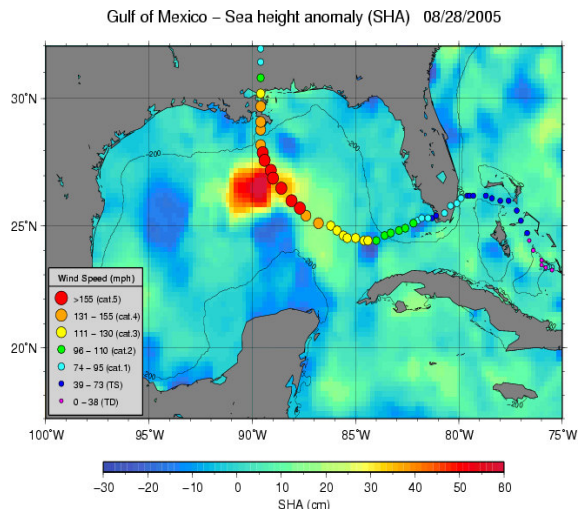 Gulf of Mexico – Sea height anomaly (SHA) 08/28/2005
30°N
25°N
20°N
-200
-200
Wind Speed (mph)
>155 (cat.5)
131 – 155 (cat.4)
111 – 130 (cat.3)
96 – 110 (cat.2)
74 – 95 (cat.1)
39 – 73 (TS)
0 – 38 (TD)
100°W 95°W 90°W 85°W 80°W 75°W
−30 −20 −10 0 10 20 30 40 50 60
SHA (cm)